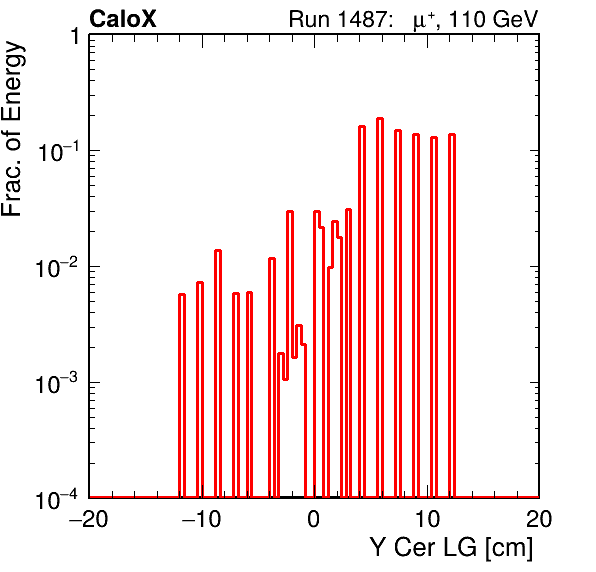 CaloX Run 1487: μ⁺, 110 GeV
Frac. of Energy
1
10⁻¹
10⁻²
10⁻³
10⁻⁴
−20 −10 0 10 20
Y Cer LG [cm]